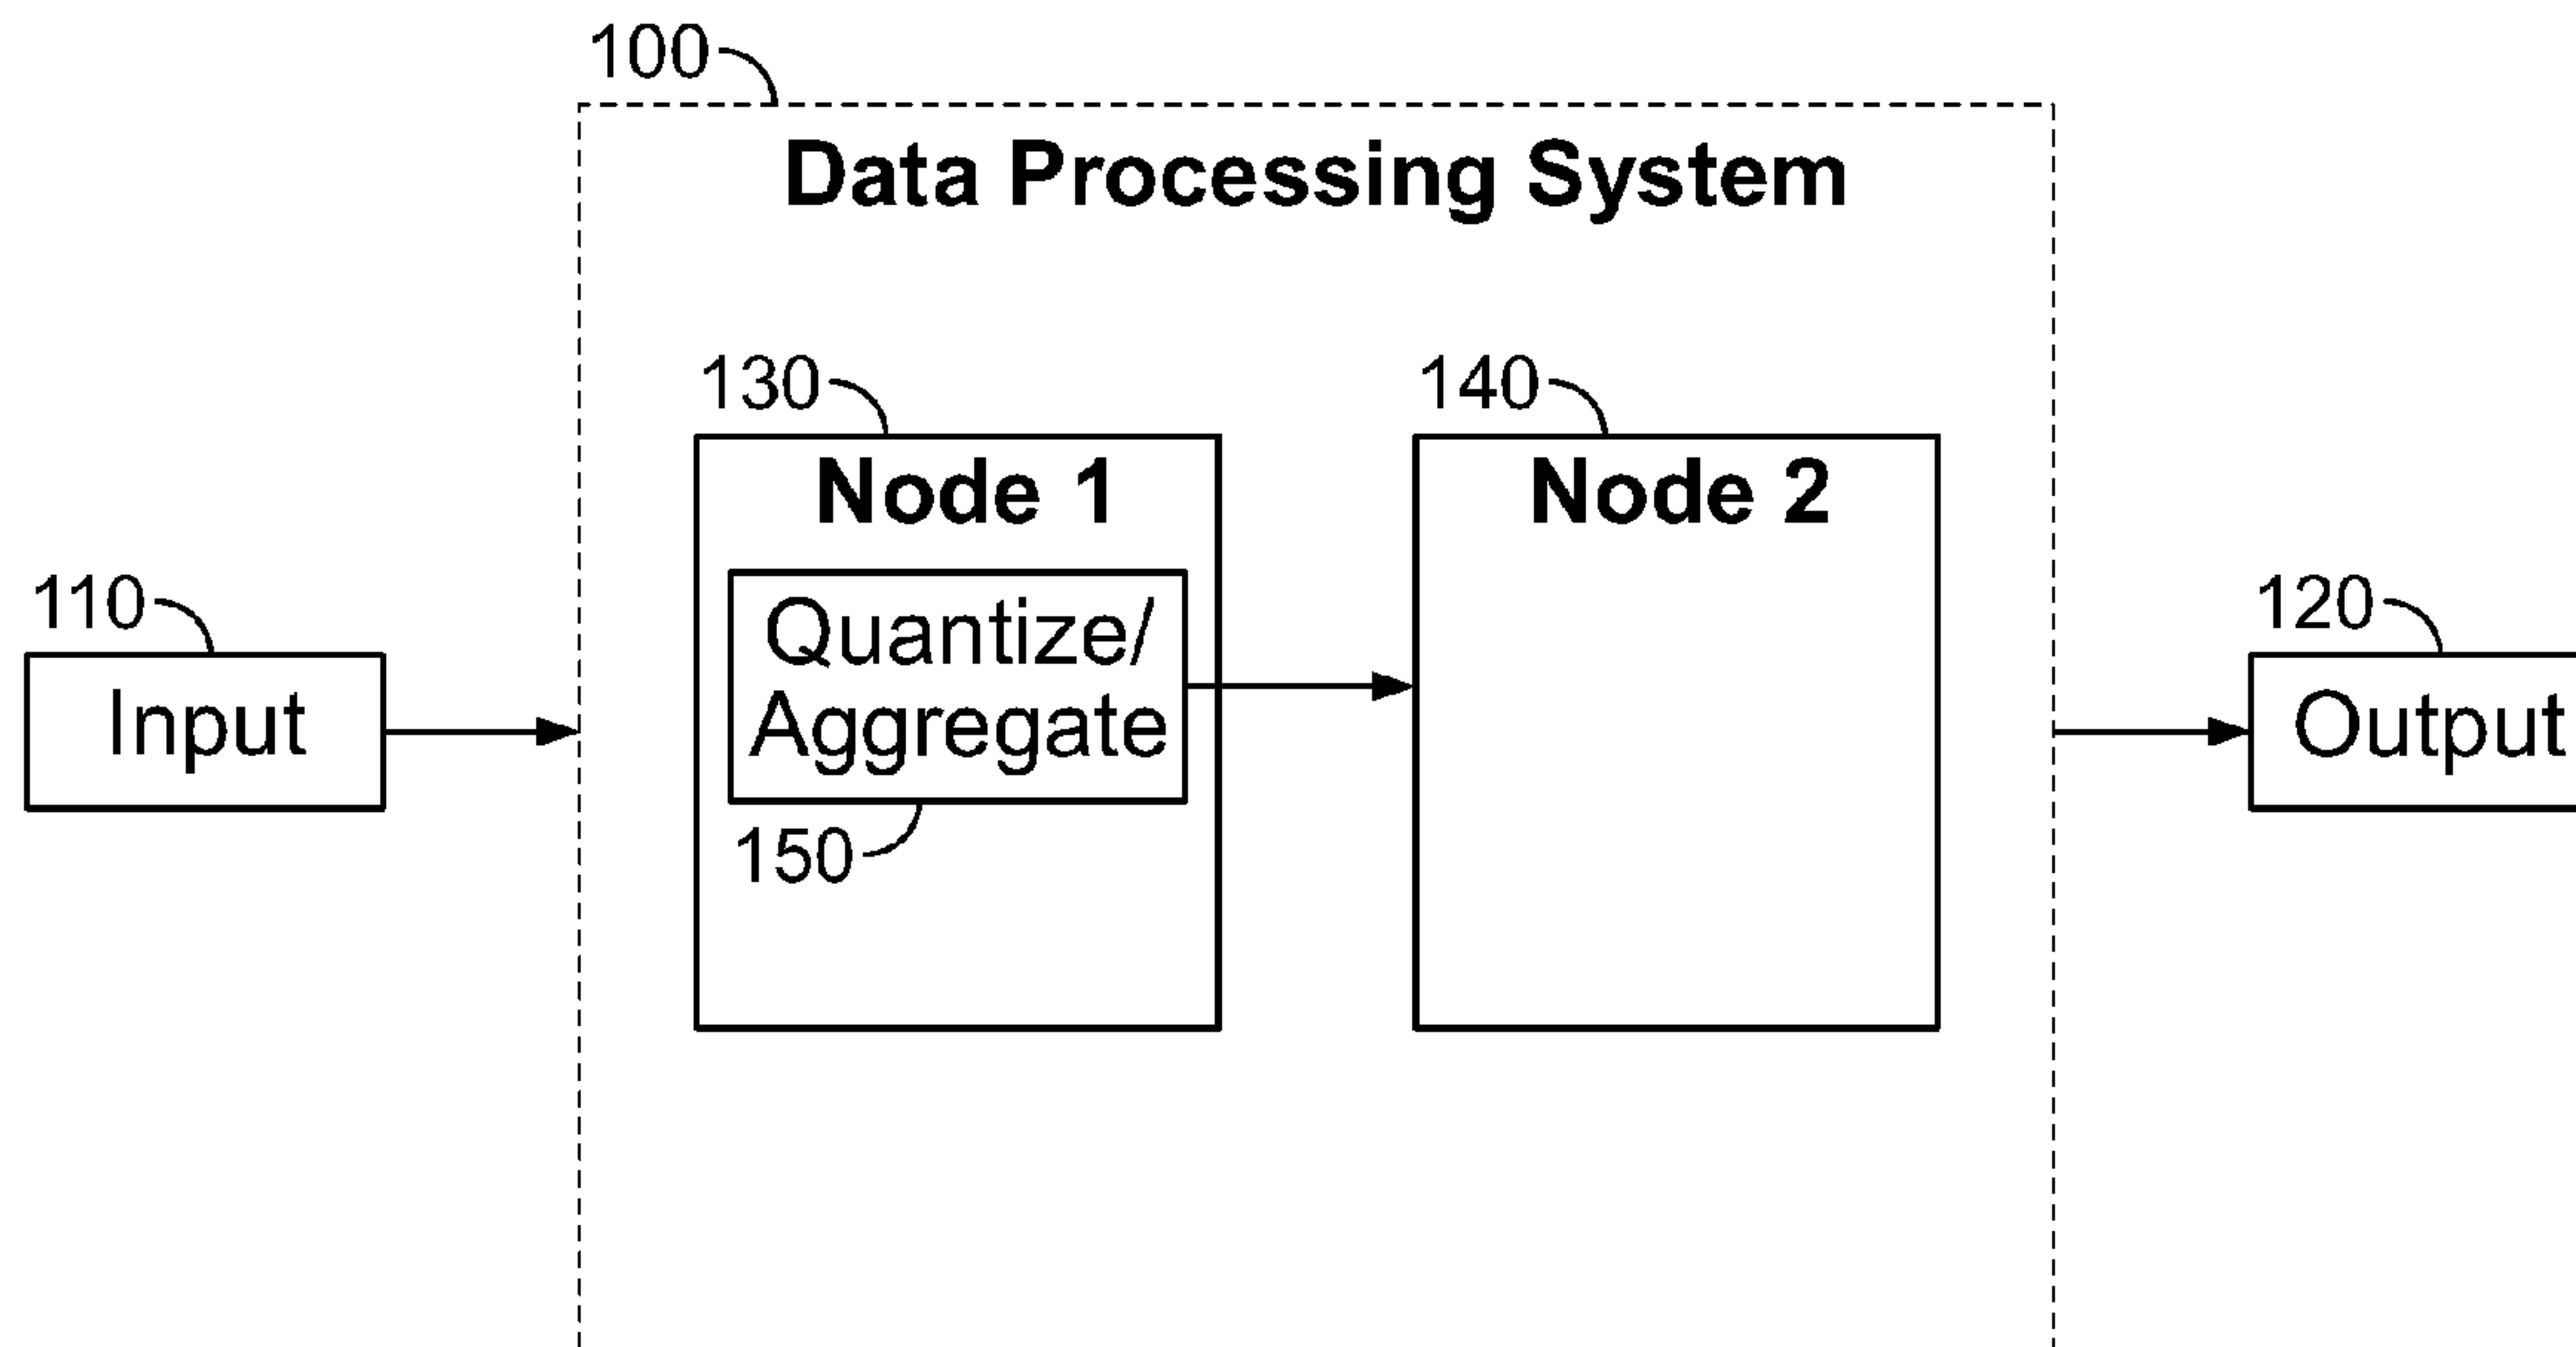 100
Data Processing System
130
140
Node 1
Node 2
110
Quantize/
Aggregate
120
Input
Output
150